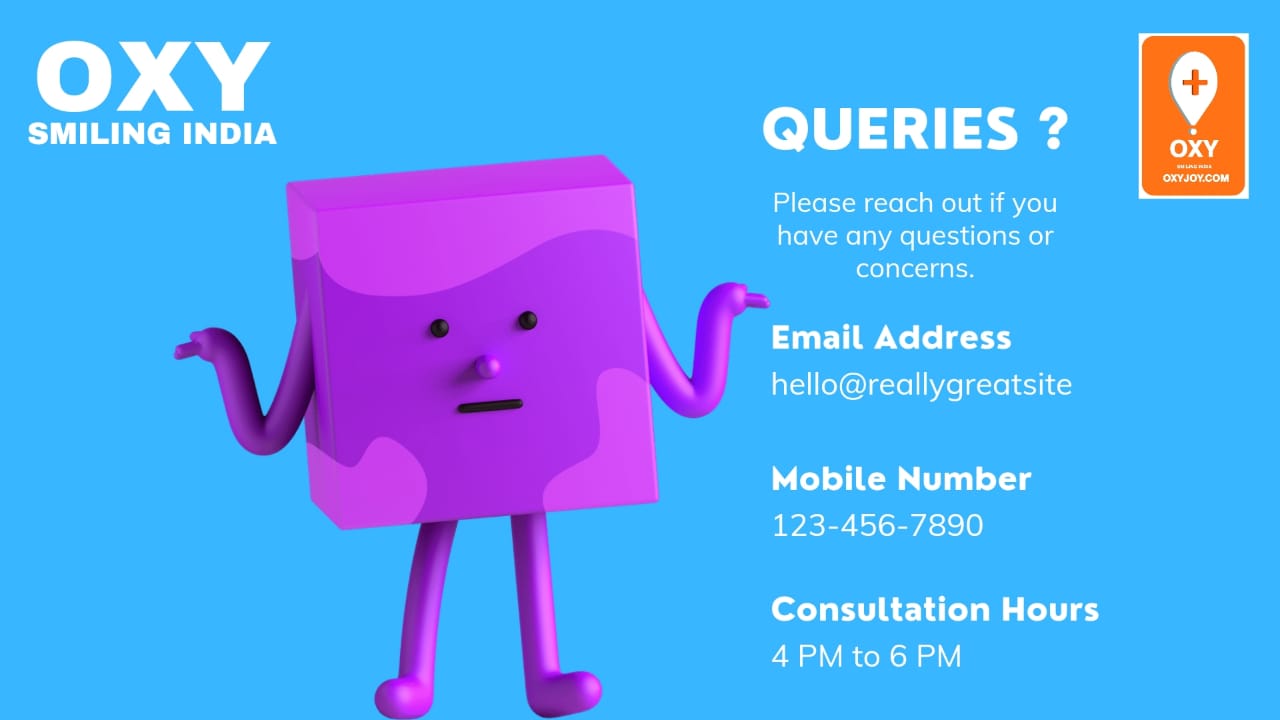 OXY
SMILING INDIA
QUERIES ?
Please reach out if you
have any questions or
concerns.
Email Address
hello@reallygreatsite
Mobile Number
123-456-7890
Consultation Hours
4 PM to 6 PM
OXY
SMILING INDIA
OXYJOY.COM